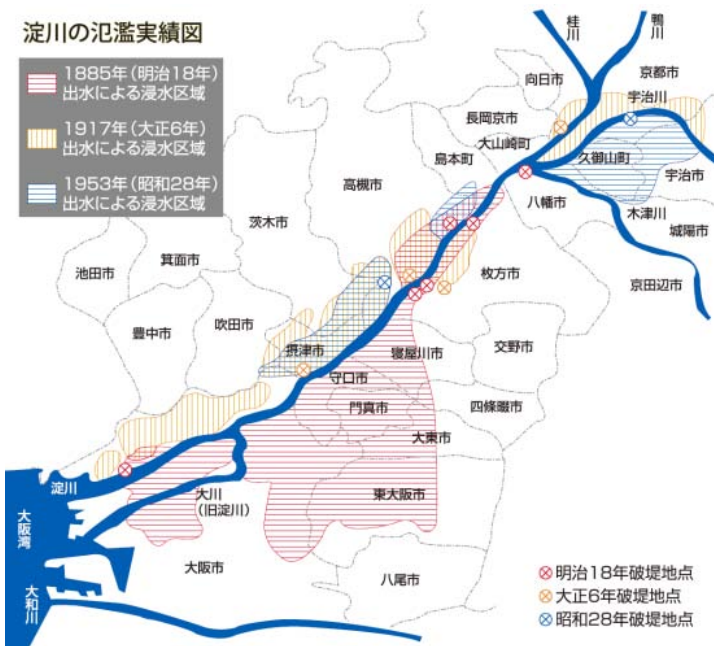 淀川の氾濫実績図
1885年(明治18年)
出水による浸水区域
1917年(大正6年)
出水による浸水区域
1953年(昭和28年)
出水による浸水区域
桂川
鴨川
京都市
向日市
宇治川
長岡京市
大山崎町
久御山町
島本町
宇治市
高槻市
八幡市
木津川
茨木市
城陽市
箕面市
池田市
枚方市
京田辺市
吹田市
豊中市
交野市
摂津市
寝屋川市
守口市
門真市
四條畷市
大東市
淀川
大川
(旧淀川)
東大阪市
大阪湾
大阪市
八尾市
大和川
明治18年破堤地点
大正6年破堤地点
昭和28年破堤地点